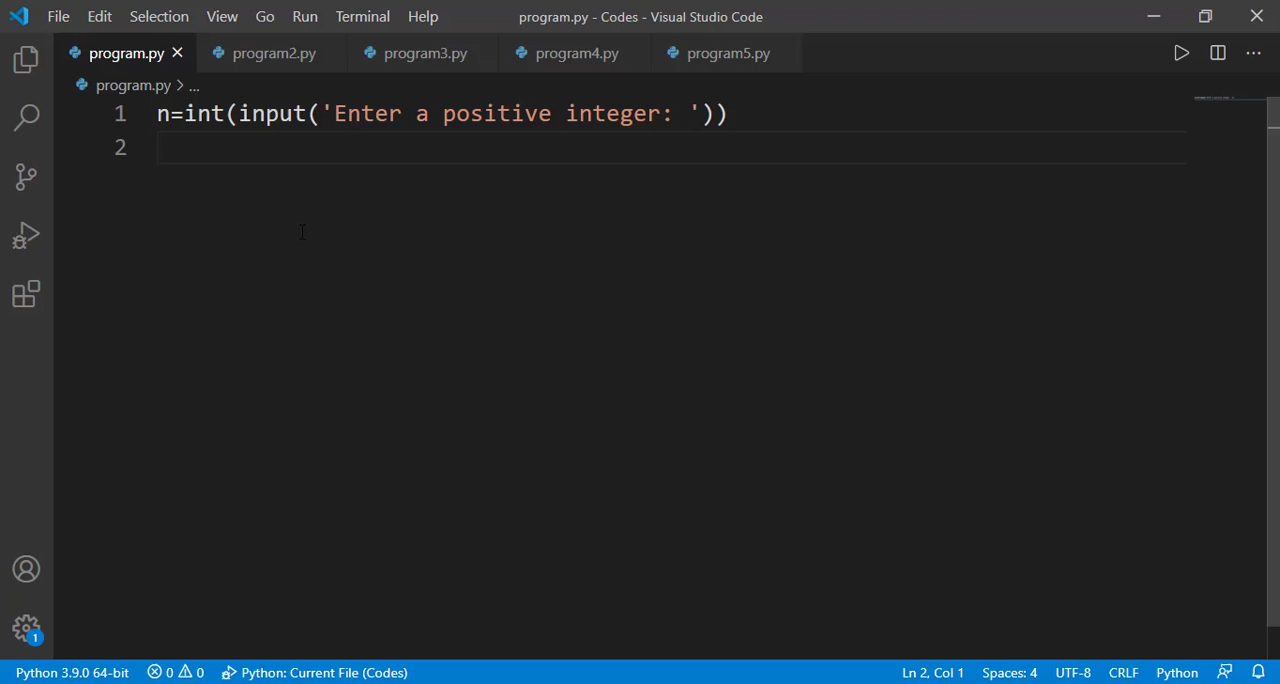 File Edit Selection View Go Run Terminal Help program.py - Codes - Visual Studio Code
program.py program2.py program3.py program4.py program5.py
program.py > ...
1 n=int(input('Enter a positive integer: '))
2
1
Python 3.9.0 64-bit 0 0 Python: Current File (Codes) Ln 2, Col 1 Spaces: 4 UTF-8 CRLF Python